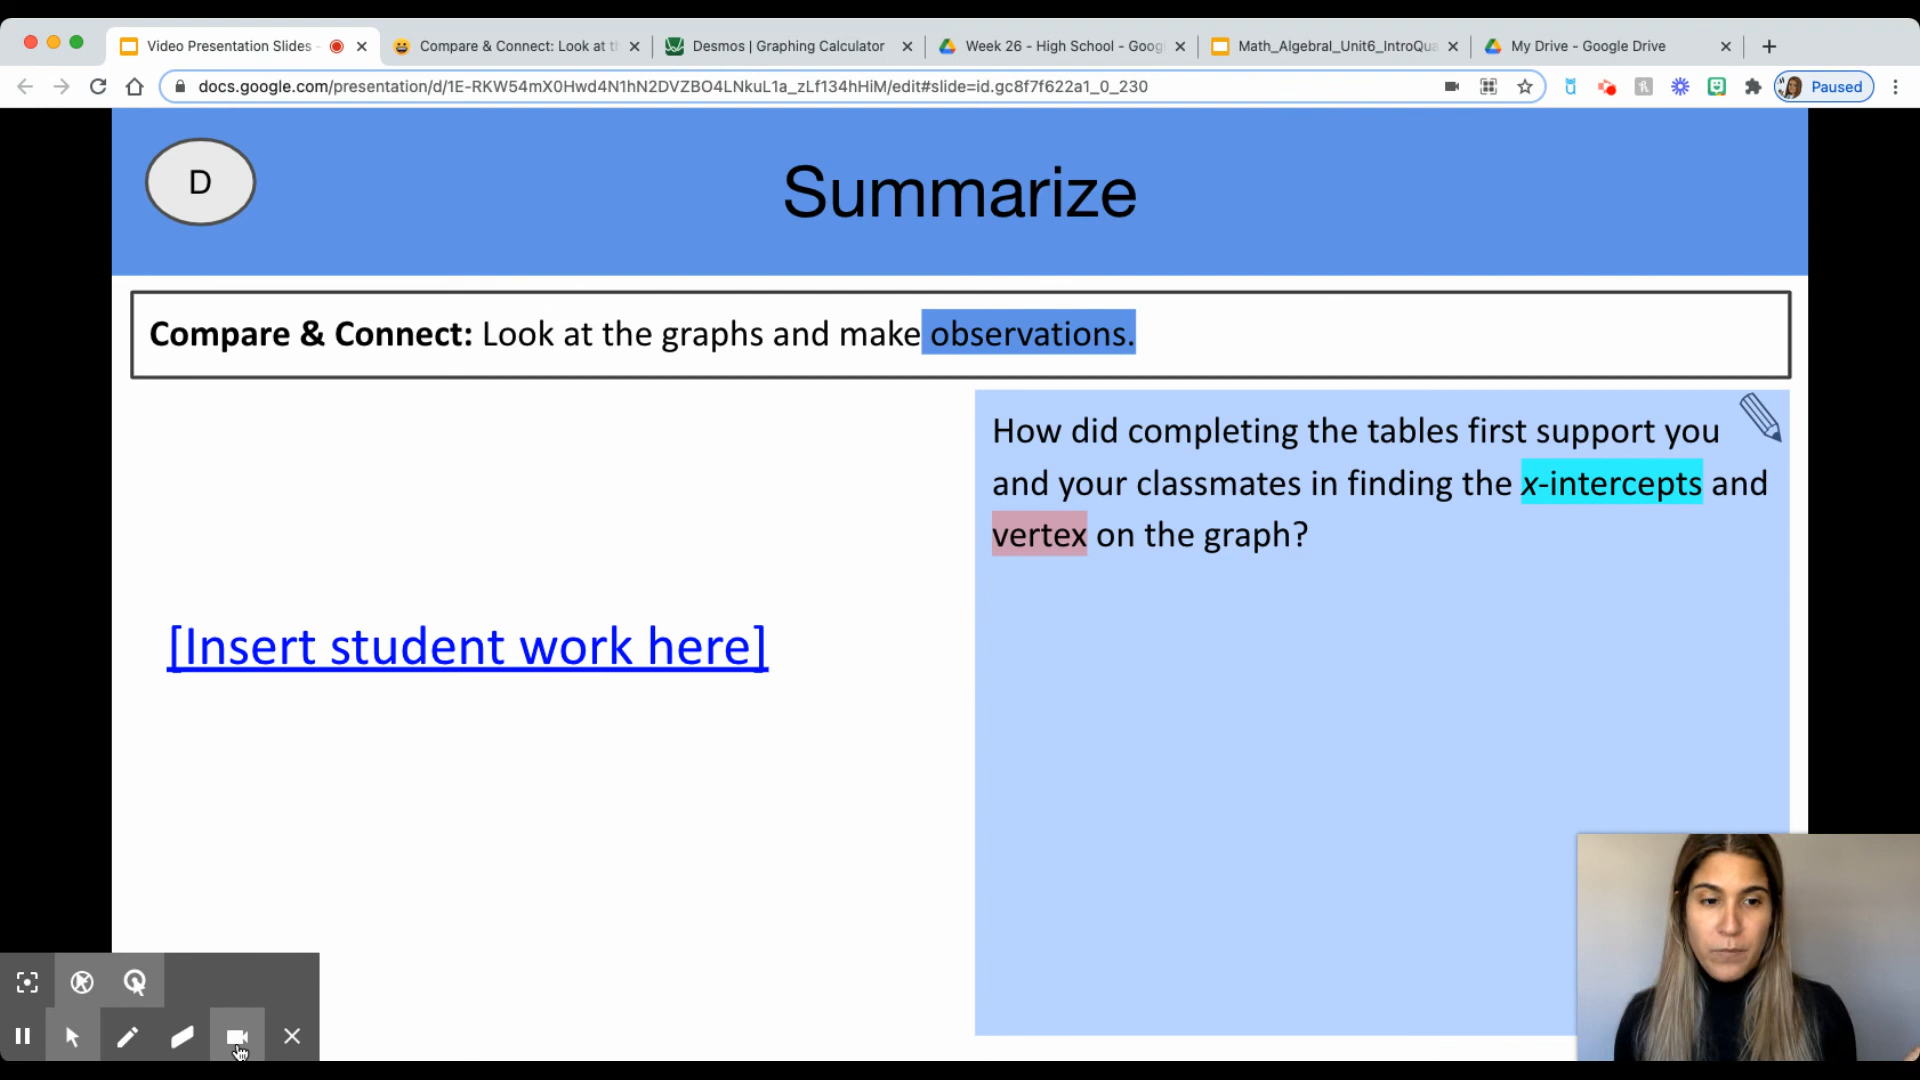 Video Presentation Slides -
Compare & Connect: Look at th
Desmos | Graphing Calculator
Week 26 - High School - Goog
Math_AlgebraI_Unit6_IntroQua
My Drive - Google Drive
docs.google.com/presentation/d/1E-RKW54mX0Hwd4N1hN2DVZBO4LNkuL1a_zLf134hHiM/edit#slide=id.gc8f7f622a1_0_230
Paused
D
Summarize
Compare & Connect: Look at the graphs and make observations.
How did completing the tables first support you
and your classmates in finding the x-intercepts and
vertex on the graph?
[Insert student work here]